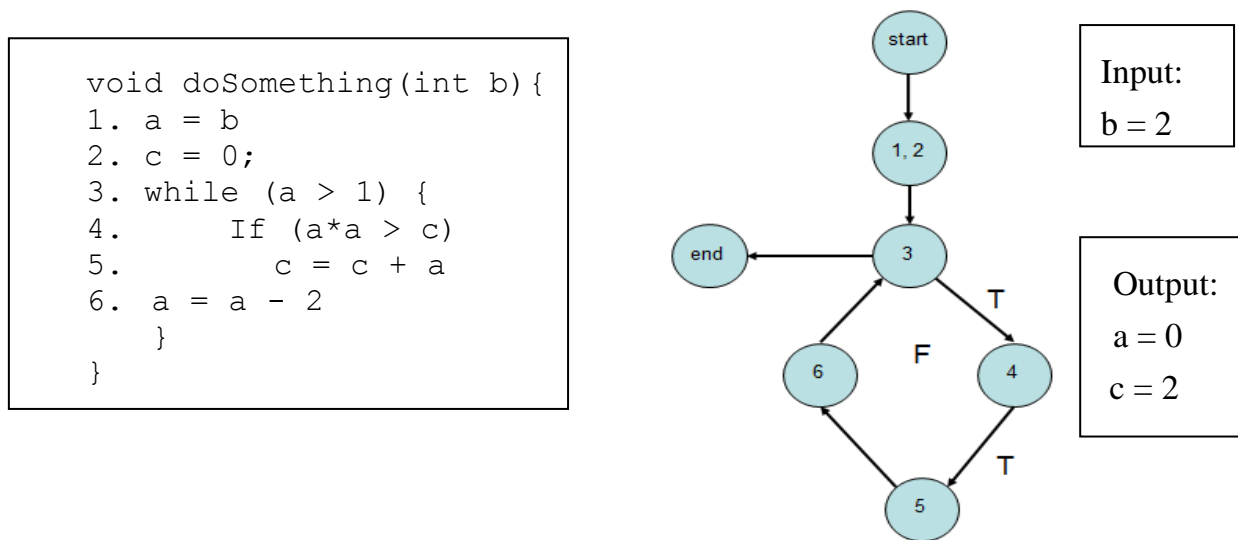 void doSomething(int b){
1. a = b
2. c = 0;
3. while (a > 1) {
4. If (a*a > c)
5. c = c + a
6. a = a - 2
}
}
start
1, 2
3
end
T
F
6
4
T
5
Input:
b = 2
Output:
a = 0
c = 2